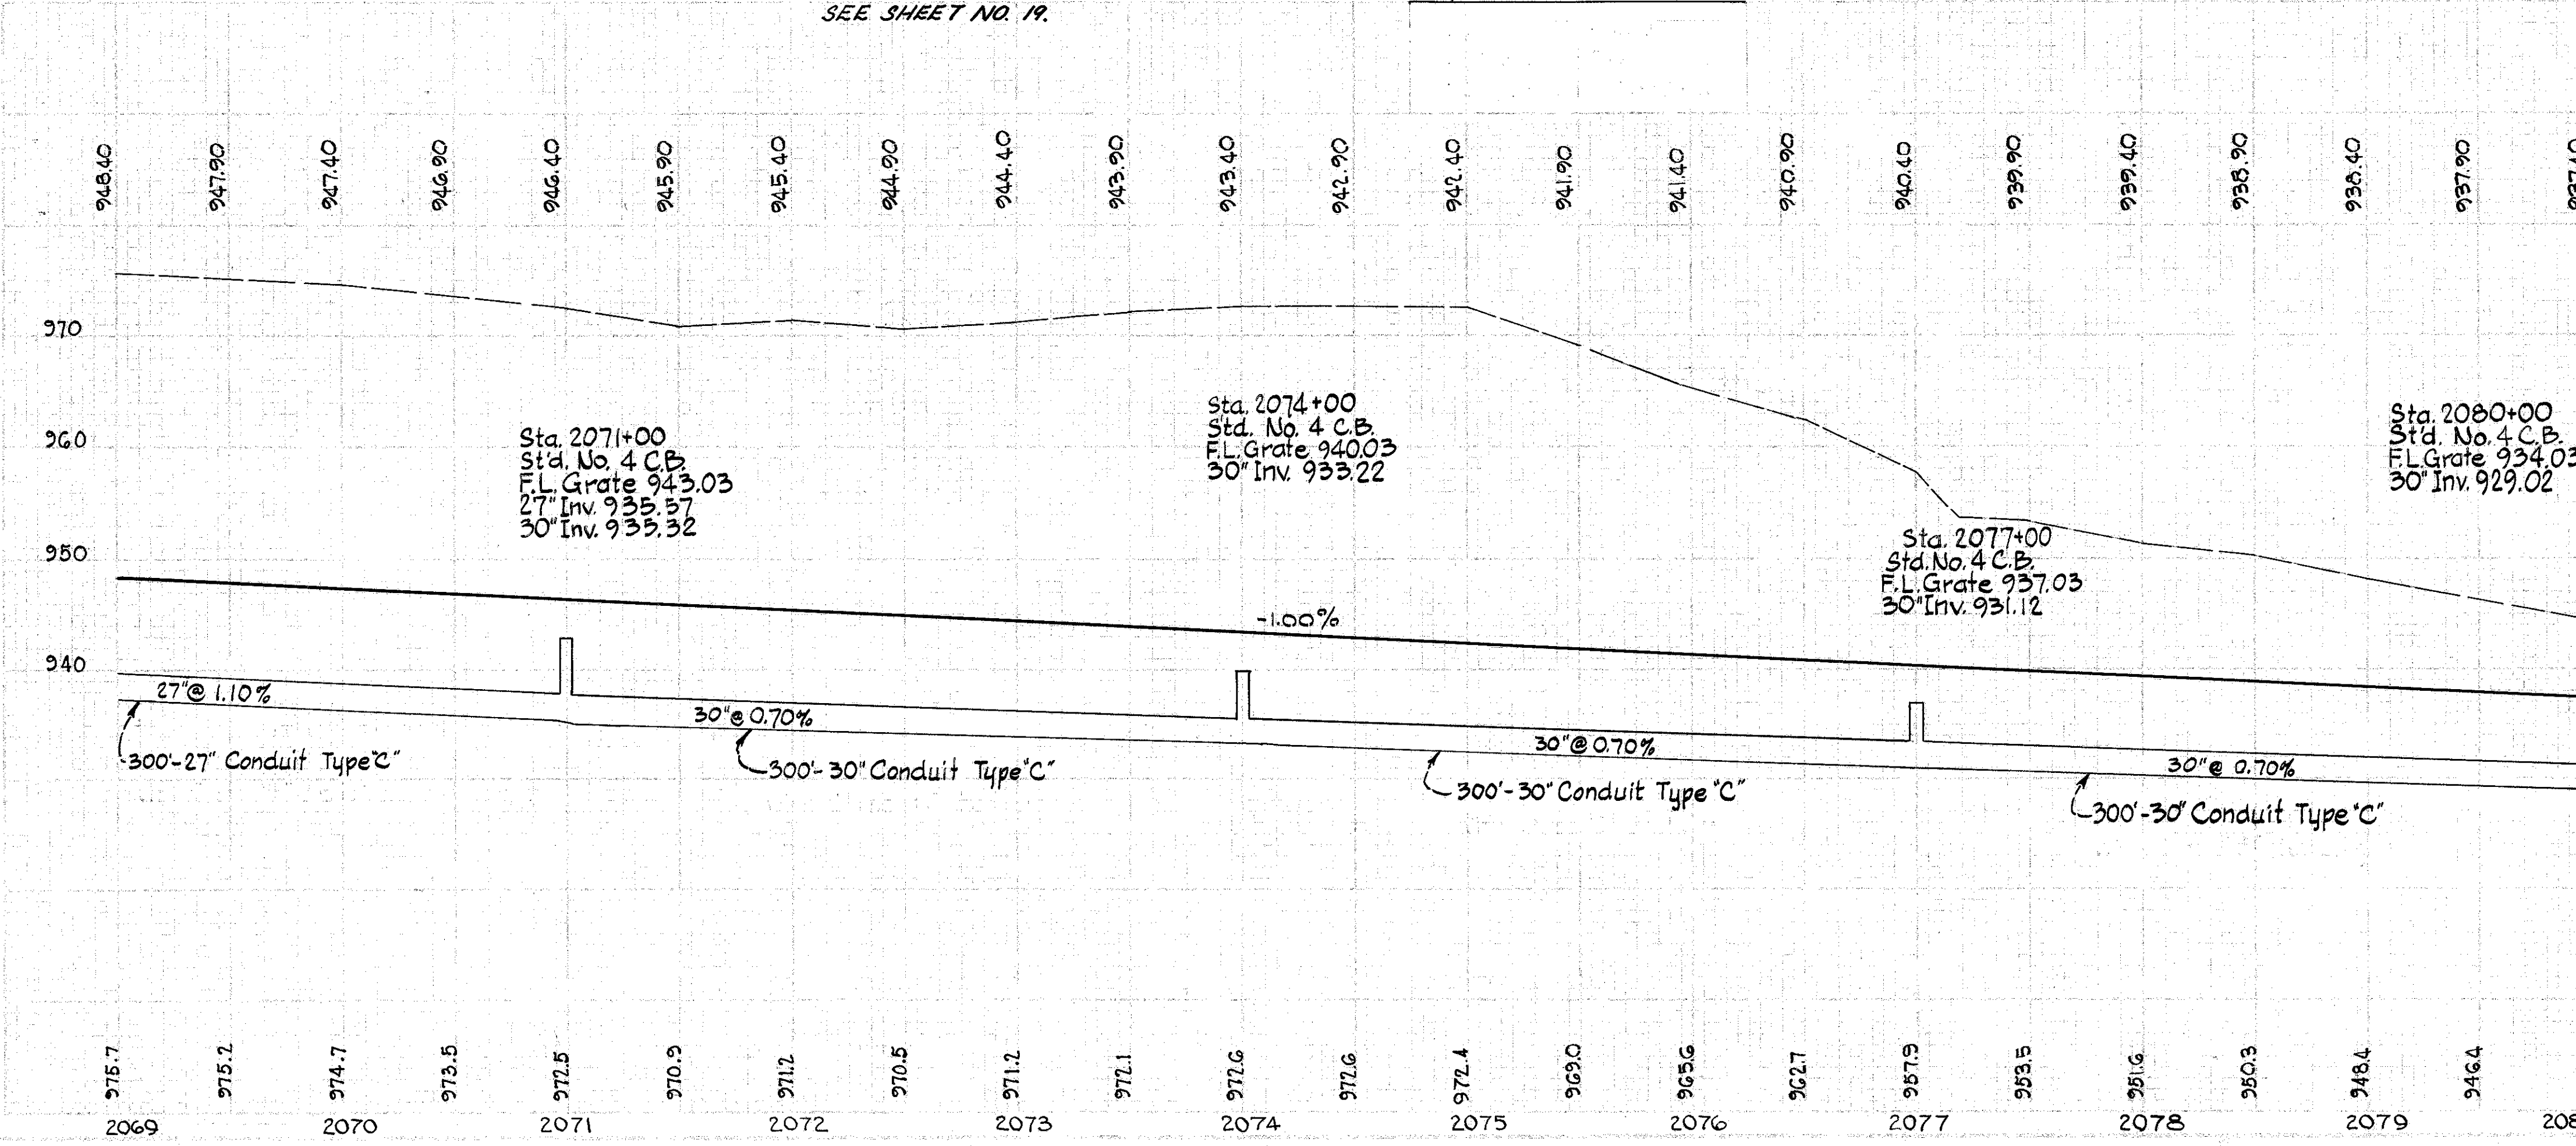 SEE SHEET NO. 19.
948.40 947.90 947.40 946.90 946.40 945.90 945.40 944.90 944.40 943.90 943.40 942.90 942.40 941.90 941.40 940.90 940.40 939.90 939.40 938.90 938.40 937.90 937.40
970
960
950
940
Sta. 2071+00
St'd. No. 4 C.B.
F.L. Grate 943.03
27" Inv. 935.57
30" Inv. 935.32
Sta. 2074+00
Std. No. 4 C.B.
F.L. Grate 940.03
30" Inv. 933.22
Sta. 2077+00
Std. No. 4 C.B.
F.L. Grate 937.03
30" Inv. 931.12
Sta. 2080+00
St'd. No. 4 C.B.
F.L. Grate 934.03
30" Inv. 929.02
-1.00%
27" @ 1.10%
30" @ 0.70%
30" @ 0.70%
30" @ 0.70%
300'-27" Conduit Type "C"
300'-30" Conduit Type "C"
300'-30" Conduit Type "C"
300'-30" Conduit Type "C"
975.7 975.2 974.7 973.5 972.5 970.9 971.2 970.5 971.2 972.1 972.6 972.6 972.4 969.0 965.6 962.7 957.9 953.5 951.6 950.3 948.4 946.4
2069 2070 2071 2072 2073 2074 2075 2076 2077 2078 2079